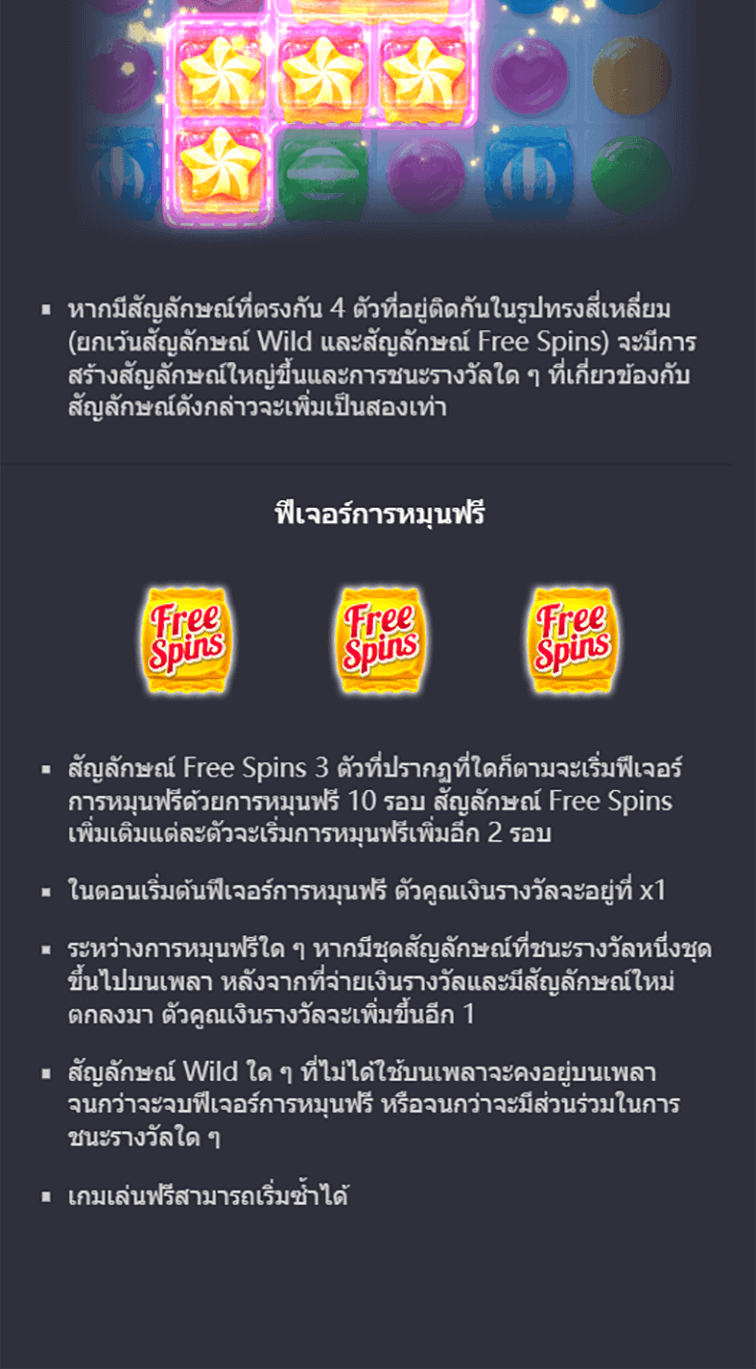 ▪ หากมีสัญลักษณ์ที่ตรงกัน 4 ตัวที่อยู่ติดกันในรูปทรงสี่เหลี่ยม
(ยกเว้นสัญลักษณ์ Wild และสัญลักษณ์ Free Spins) จะมีการ
สร้างสัญลักษณ์ใหญ่ขึ้นและการชนะรางวัลใด ๆ ที่เกี่ยวข้องกับ
สัญลักษณ์ดังกล่าวจะเพิ่มเป็นสองเท่า
ฟีเจอร์การหมุนฟรี
Free Spins Free Spins Free Spins
▪ สัญลักษณ์ Free Spins 3 ตัวที่ปรากฏที่ใดก็ตามจะเริ่มฟีเจอร์
การหมุนฟรีด้วยการหมุนฟรี 10 รอบ สัญลักษณ์ Free Spins
เพิ่มเติมแต่ละตัวจะเริ่มการหมุนฟรีเพิ่มอีก 2 รอบ
▪ ในตอนเริ่มต้นฟีเจอร์การหมุนฟรี ตัวคูณเงินรางวัลจะอยู่ที่ x1
▪ ระหว่างการหมุนฟรีใด ๆ หากมีชุดสัญลักษณ์ที่ชนะรางวัลหนึ่งชุด
ขึ้นไปบนเพลา หลังจากที่จ่ายเงินรางวัลและมีสัญลักษณ์ใหม่
ตกลงมา ตัวคูณเงินรางวัลจะเพิ่มขึ้นอีก 1
▪ สัญลักษณ์ Wild ใด ๆ ที่ไม่ได้ใช้บนเพลาจะคงอยู่บนเพลา
จนกว่าจะจบฟีเจอร์การหมุนฟรี หรือจนกว่าจะมีส่วนร่วมในการ
ชนะรางวัลใด ๆ
▪ เกมเล่นฟรีสามารถเริ่มซ้ำได้